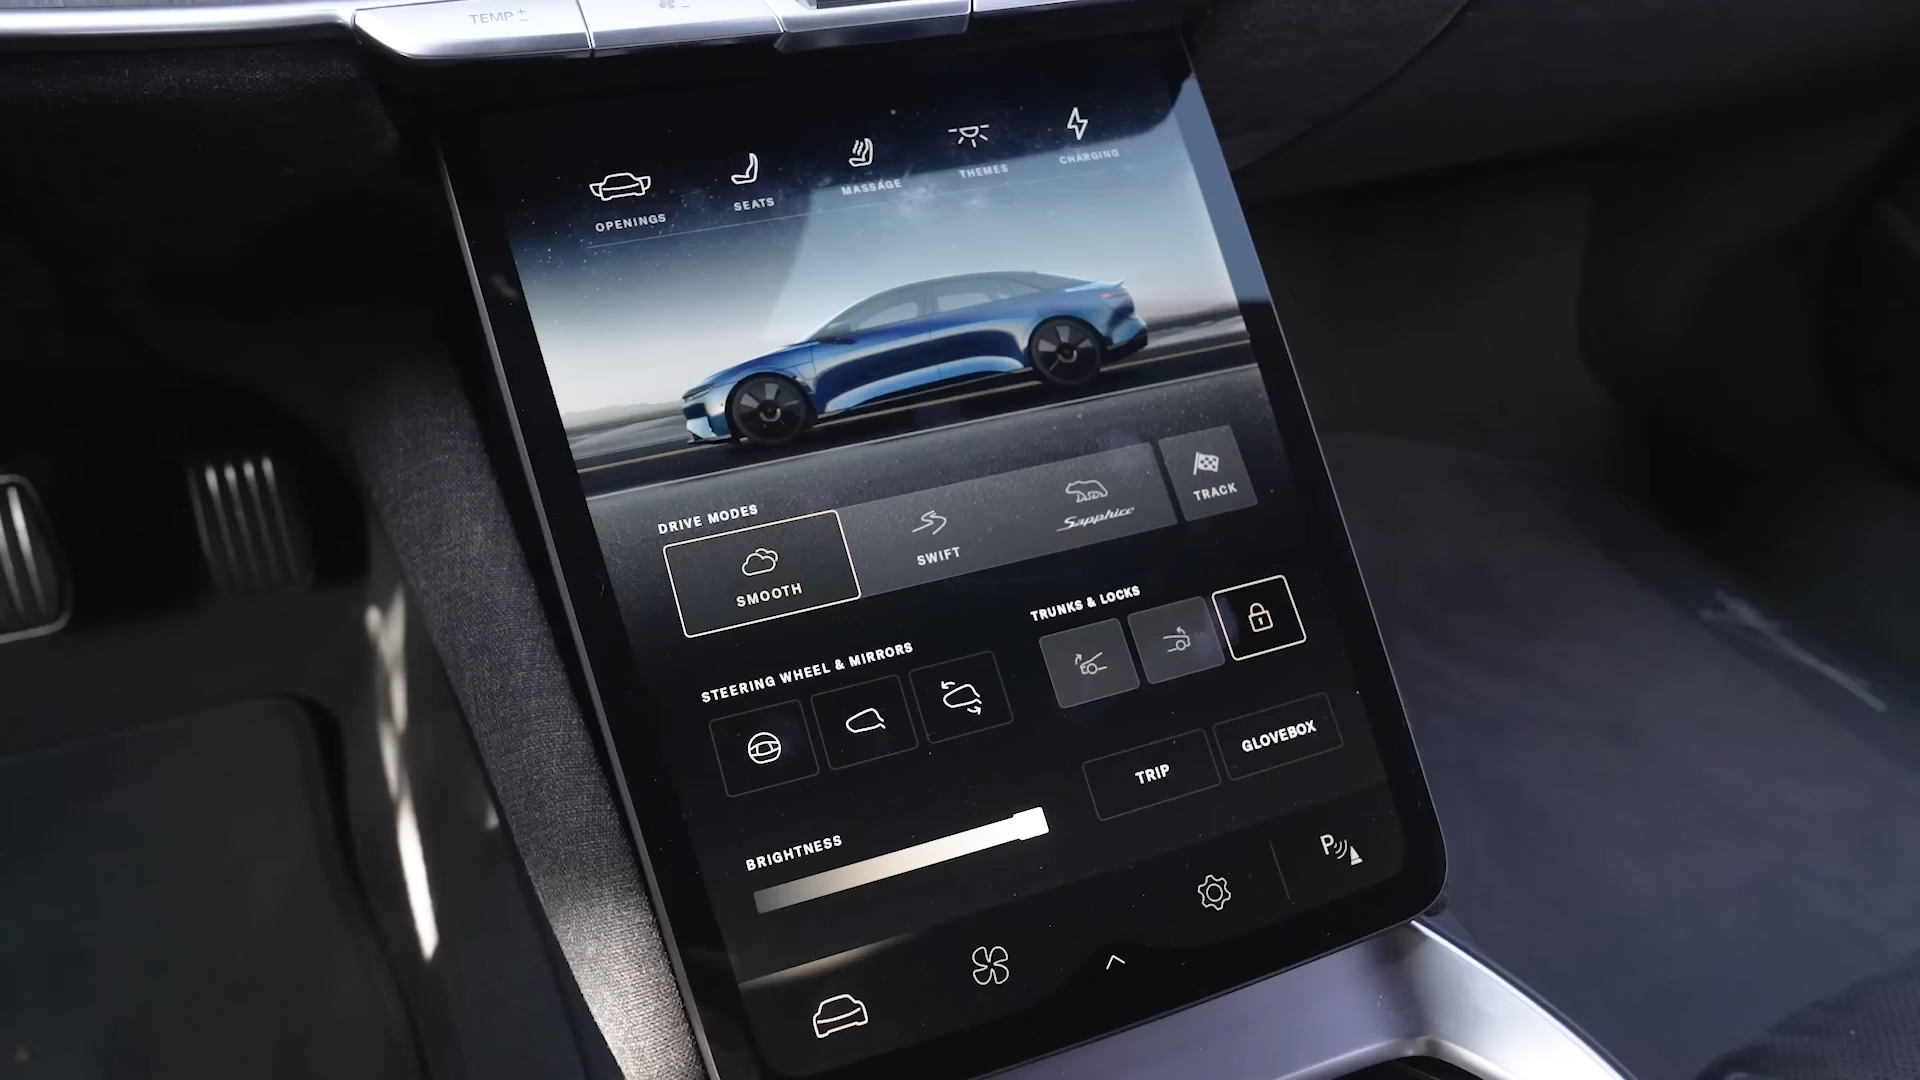 TEMP +-
OPENINGS
SEATS
MASSAGE
THEMES
CHARGING
DRIVE MODES
SMOOTH
SWIFT
Sapphire
TRACK
TRUNKS & LOCKS
STEERING WHEEL & MIRRORS
TRIP
GLOVEBOX
BRIGHTNESS
P